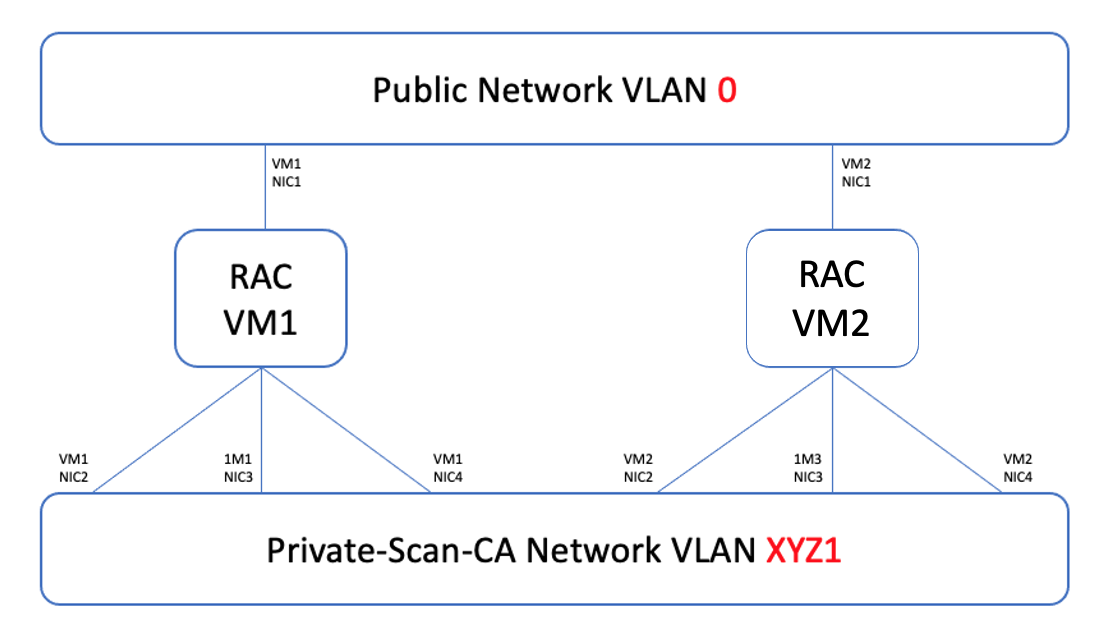 Public Network VLAN 0
VM1
NIC1
VM2
NIC1
RAC
VM1
RAC
VM2
VM1
NIC2
1M1
NIC3
VM1
NIC4
VM2
NIC2
1M3
NIC3
VM2
NIC4
Private-Scan-CA Network VLAN XYZ1